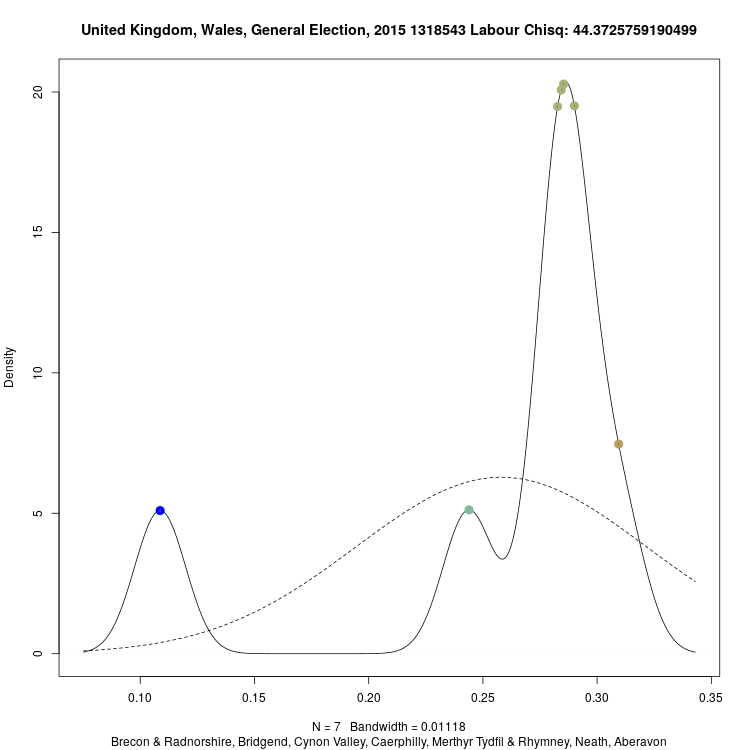 United Kingdom, Wales, General Election, 2015 1318543 Labour Chisq: 44.3725759190499
Density
20
15
10
5
0
0.10 0.15 0.20 0.25 0.30 0.35
N = 7 Bandwidth = 0.01118
Brecon & Radnorshire, Bridgend, Cynon Valley, Caerphilly, Merthyr Tydfil & Rhymney, Neath, Aberavon